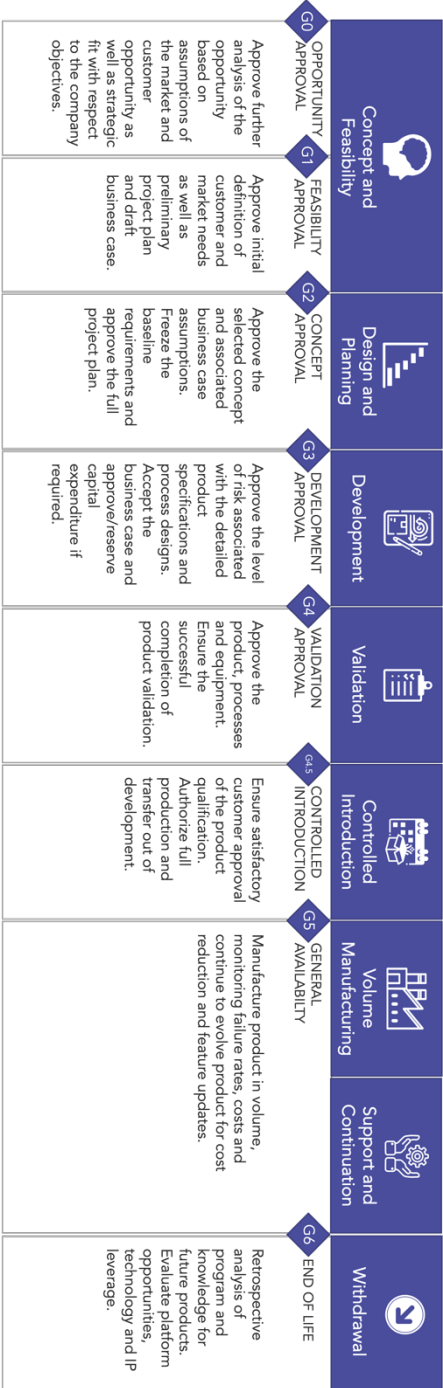 Concept and
Feasibility
Design and
Planning
Development
Validation
Controlled
Introduction
Volume
Manufacturing
Support and
Continuation
Withdrawal
G0
OPPORTUNITY
APPROVAL
Approve further
analysis of the
opportunity
based on
assumptions of
the market and
customer
opportunity as
well as strategic
fit with respect
to the company
objectives.
G1
FEASIBILITY
APPROVAL
Approve initial
definition of
customer and
market needs
as well as
preliminary
project plan
and draft
business case.
G2
CONCEPT
APPROVAL
Approve the
selected concept
and associated
business case
assumptions.
Freeze the
baseline
requirements and
approve the full
project plan.
G3
DEVELOPMENT
APPROVAL
Approve the level
of risk associated
with the detailed
product
specifications and
process designs.
Accept the
business case and
approve/reserve
capital
expenditure if
required.
G4
VALIDATION
APPROVAL
Approve the
product, processes
and equipment.
Ensure the
successful
completion of
product validation.
G4.5
CONTROLLED
INTRODUCTION
Ensure satisfactory
customer approval
of the product
qualification.
Authorize full
production and
transfer out of
development.
G5
GENERAL
AVAILABILTY
Manufacture product in volume,
monitoring failure rates, costs and
continue to evolve product for cost
reduction and feature updates.
G6
END OF LIFE
Retrospective
analysis of
program and
knowledge for
future products.
Evaluate platform
opportunities,
technology and IP
leverage.